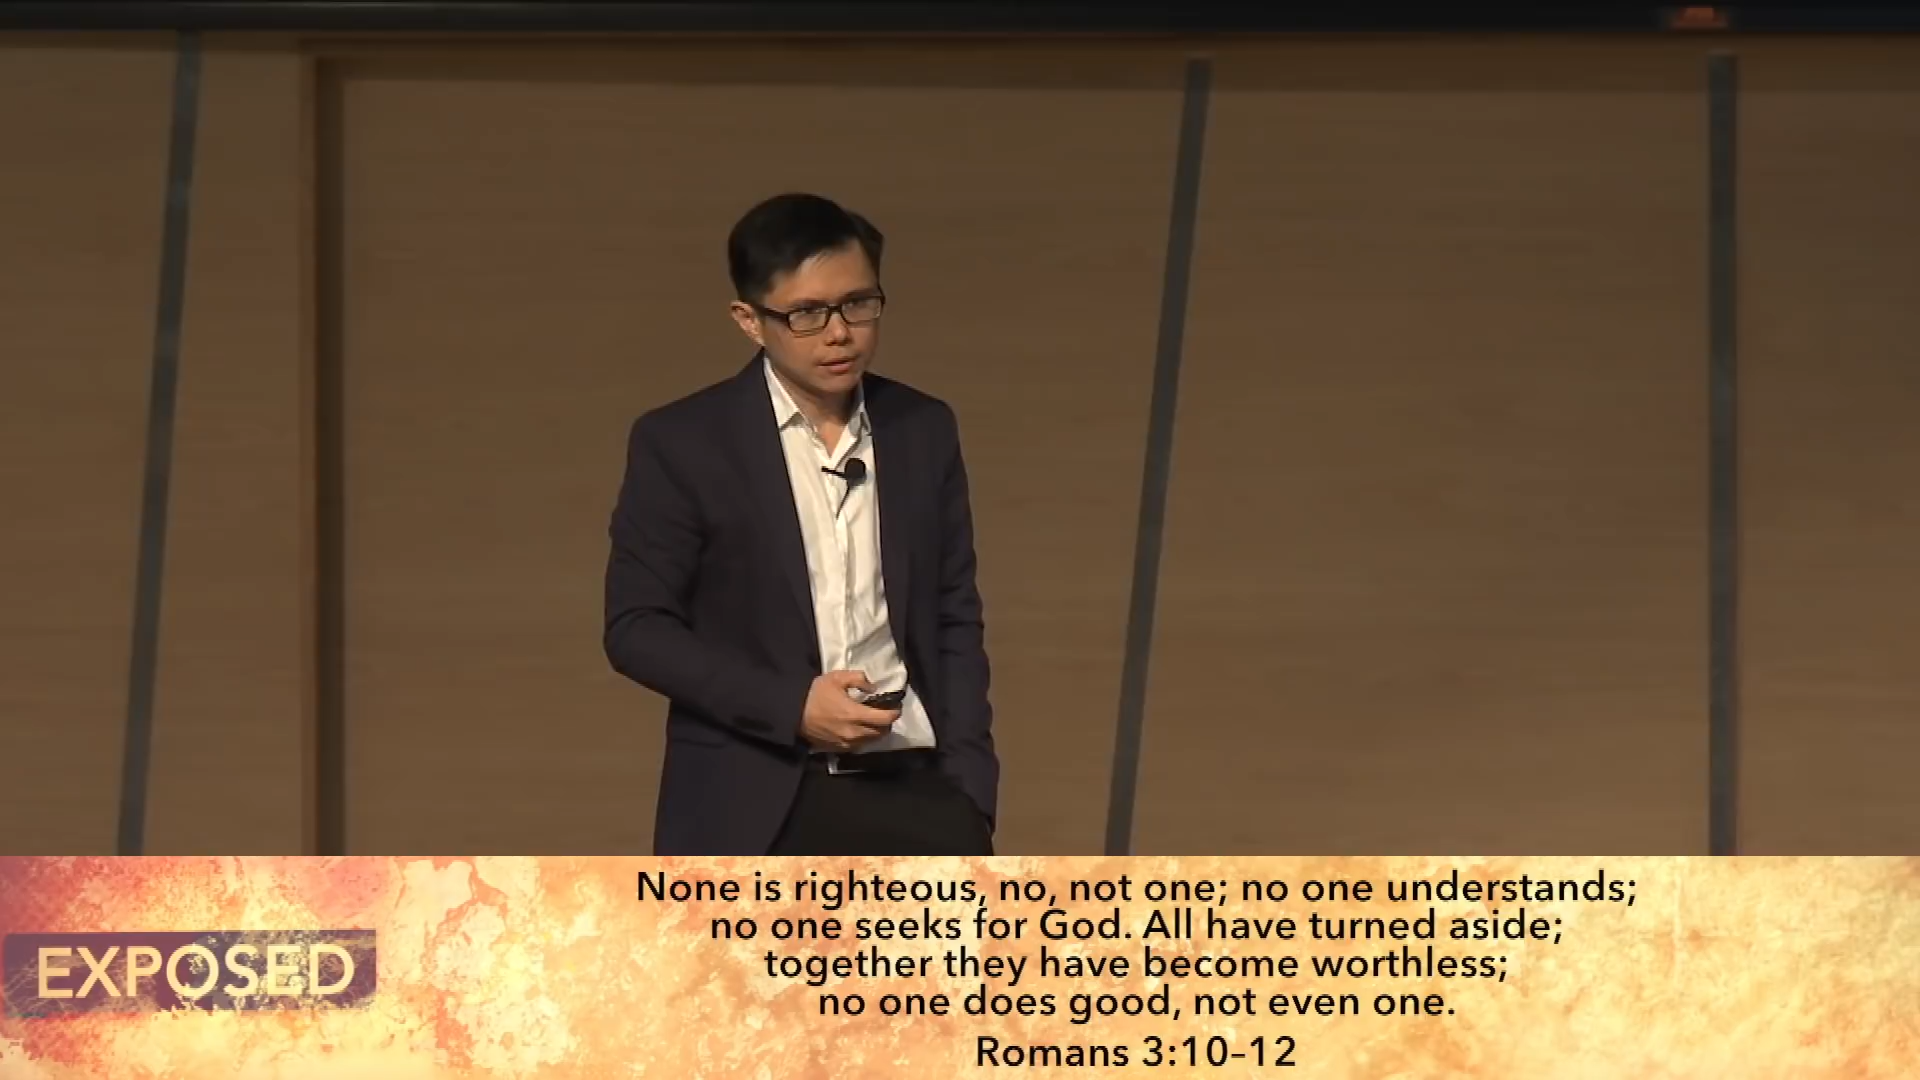 EXPOSED
None is righteous, no, not one; no one understands;
no one seeks for God. All have turned aside;
together they have become worthless;
no one does good, not even one.
Romans 3:10–12